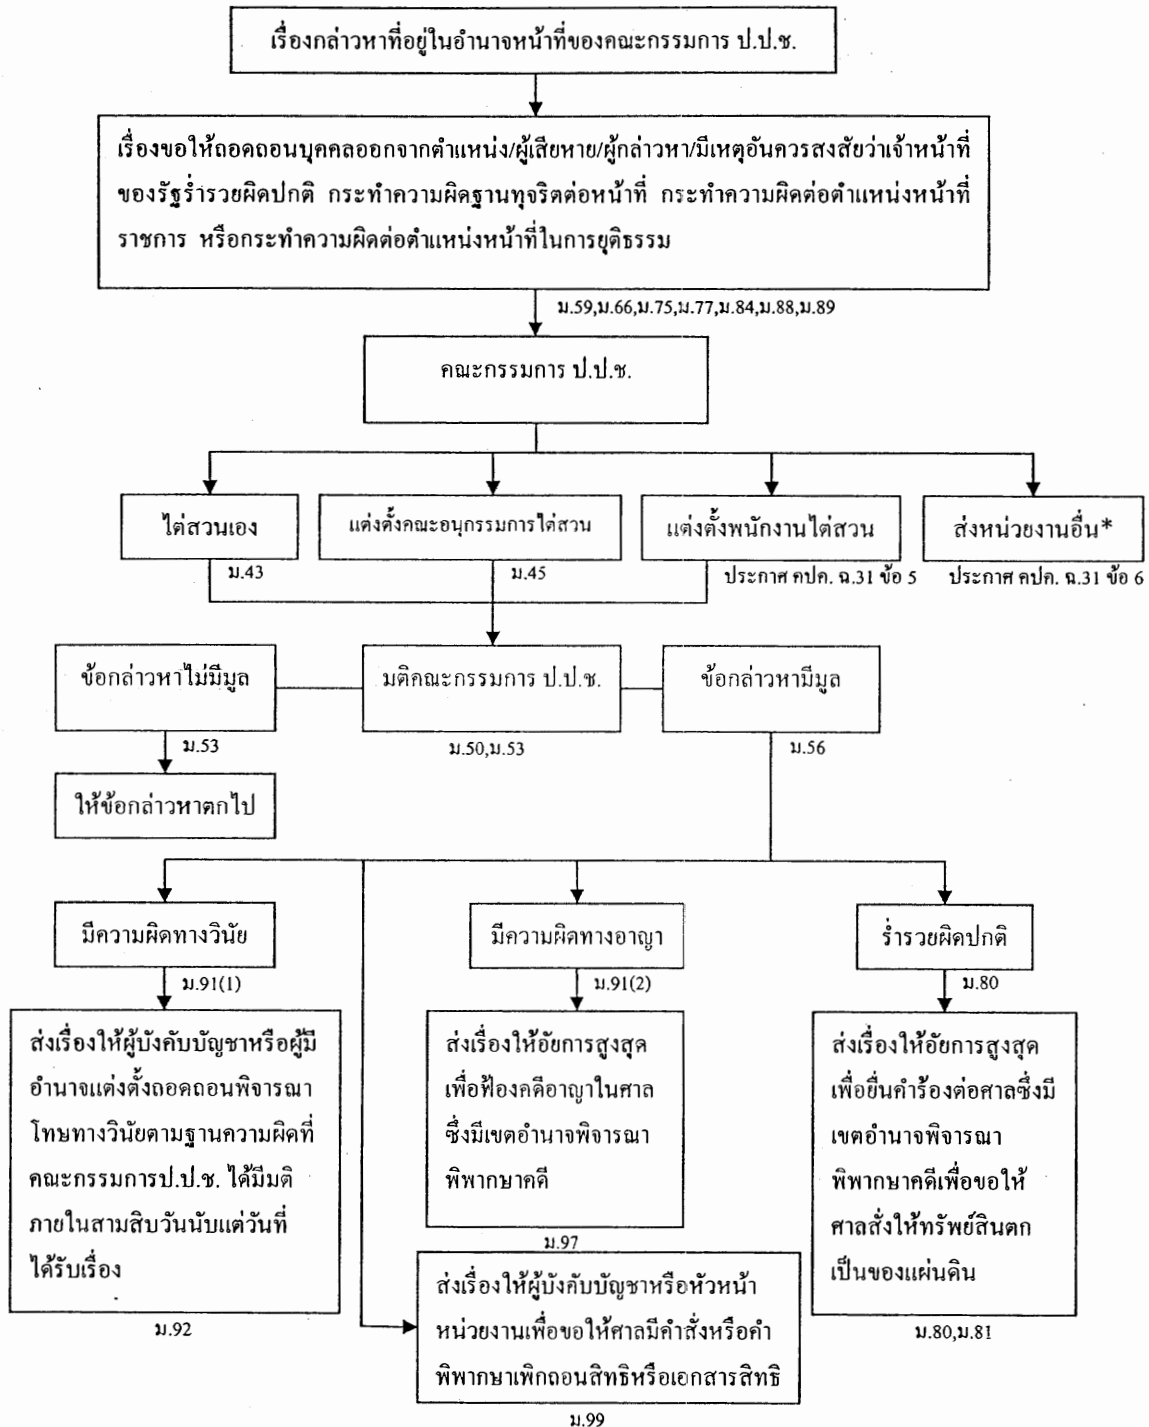 เรื่องกล่าวหาที่อยู่ในอำนาจหน้าที่ของคณะกรรมการ ป.ป.ช.
เรื่องขอให้ถอดถอนบุคคลออกจากตำแหน่ง/ผู้เสียหาย/ผู้กล่าวหา/มีเหตุอันควรสงสัยว่าเจ้าหน้าที่
ของรัฐร่ำรวยผิดปกติ กระทำความผิดฐานทุจริตต่อหน้าที่ กระทำความผิดต่อตำแหน่งหน้าที่
ราชการ หรือกระทำความผิดต่อตำแหน่งหน้าที่ในการยุติธรรม
ม.59,ม.66,ม.75,ม.77,ม.84,ม.88,ม.89
คณะกรรมการ ป.ป.ช.
ไต่สวนเอง
แต่งตั้งคณะอนุกรรมการไต่สวน
แต่งตั้งพนักงานไต่สวน
ส่งหน่วยงานอื่น*
ม.43
ม.45
ประกาศ คปค. ฉ.31 ข้อ 5
ประกาศ คปค. ฉ.31 ข้อ 6
ข้อกล่าวหาไม่มีมูล
มติคณะกรรมการ ป.ป.ช.
ข้อกล่าวหามีมูล
ม.53
ม.50,ม.53
ม.56
ให้ข้อกล่าวหาตกไป
มีความผิดทางวินัย
มีความผิดทางอาญา
ร่ำรวยผิดปกติ
ม.91(1)
ม.91(2)
ม.80
ส่งเรื่องให้ผู้บังคับบัญชาหรือผู้มี
อำนาจแต่งตั้งถอดถอนพิจารณา
โทษทางวินัยตามฐานความผิดที่
คณะกรรมการป.ป.ช. ได้มีมติ
ภายในสามสิบวันนับแต่วันที่
ได้รับเรื่อง
ม.92
ส่งเรื่องให้อัยการสูงสุด
เพื่อฟ้องคดีอาญาในศาล
ซึ่งมีเขตอำนาจพิจารณา
พิพากษาคดี
ม.97
ส่งเรื่องให้อัยการสูงสุด
เพื่อยื่นคำร้องต่อศาลซึ่งมี
เขตอำนาจพิจารณา
พิพากษาคดีเพื่อขอให้
ศาลสั่งให้ทรัพย์สินตก
เป็นของแผ่นดิน
ม.80,ม.81
ส่งเรื่องให้ผู้บังคับบัญชาหรือหัวหน้า
หน่วยงานเพื่อขอให้ศาลมีคำสั่งหรือคำ
พิพากษาเพิกถอนสิทธิหรือเอกสารสิทธิ
ม.99